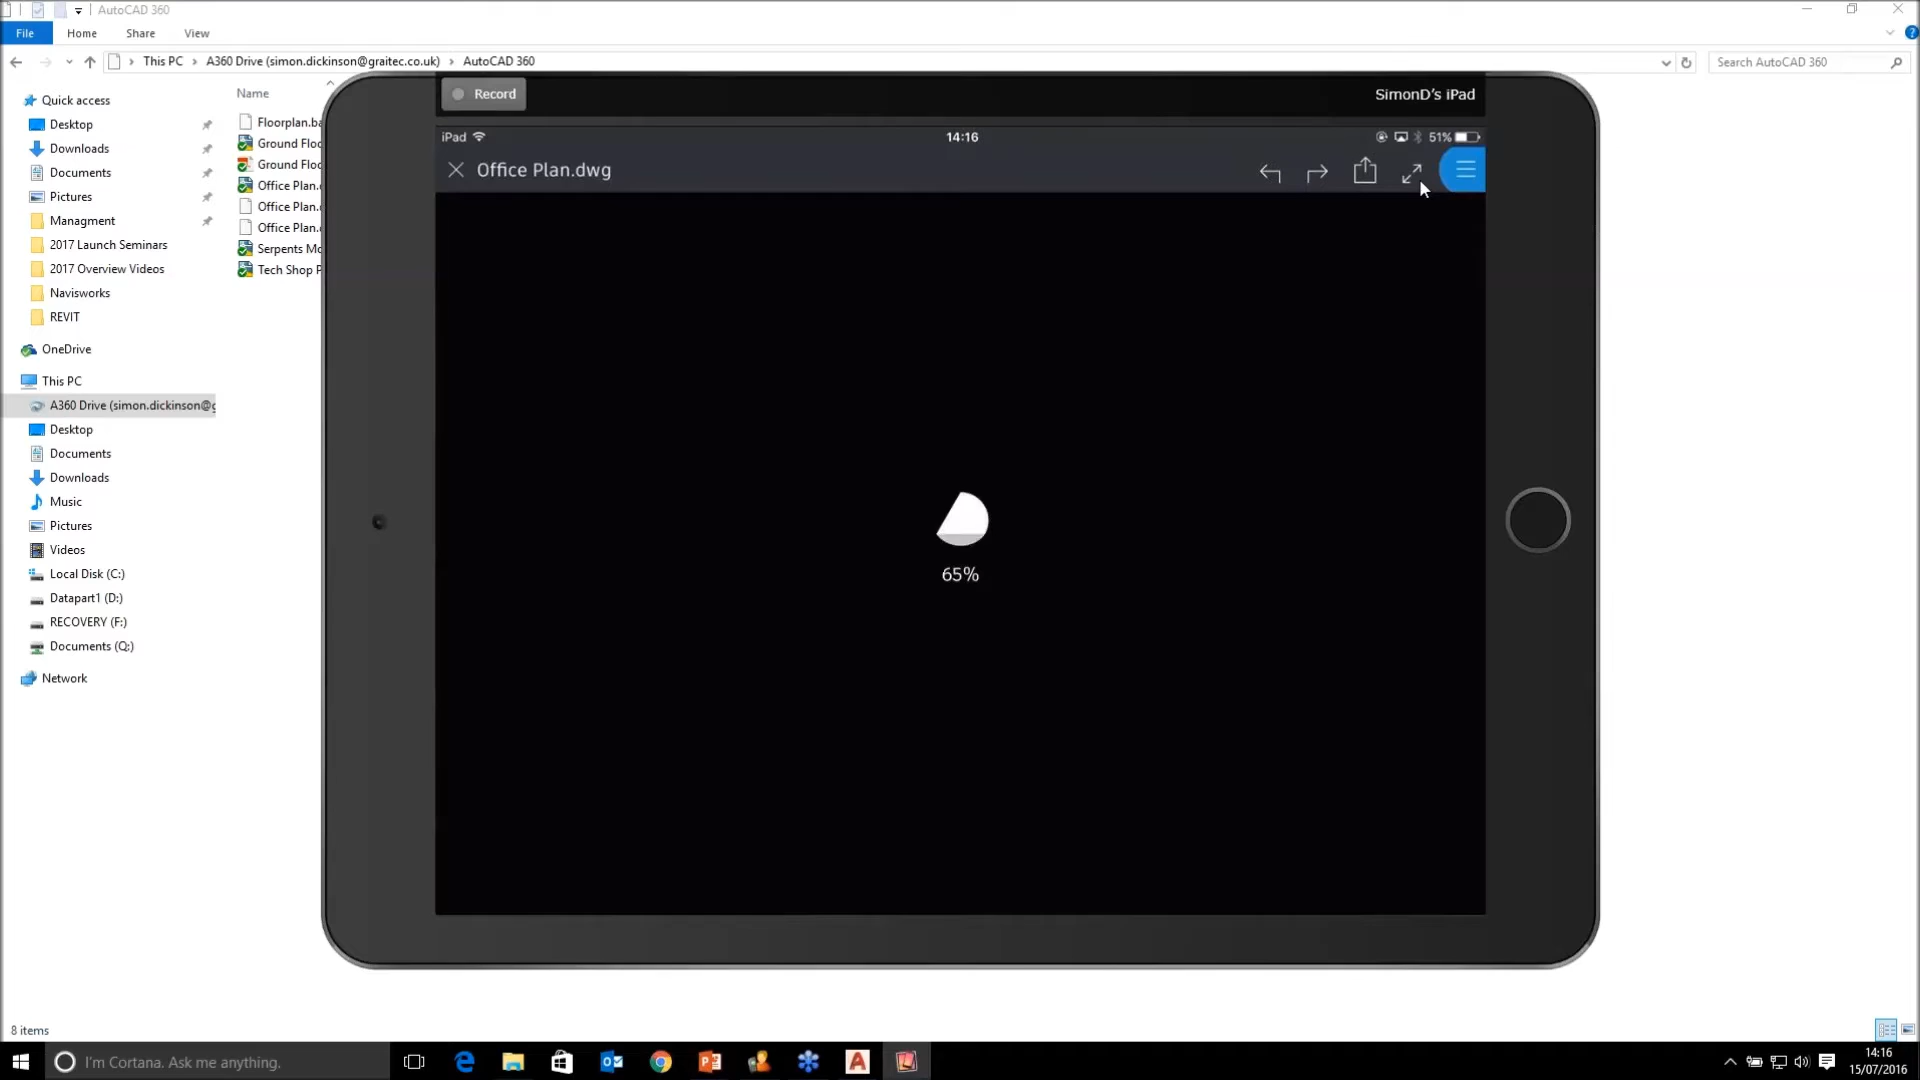 AutoCAD 360
File
Home
Share
View
This PC
A360 Drive (simon.dickinson@graitec.co.uk)
AutoCAD 360
Search AutoCAD 360
Quick access
Desktop
Downloads
Documents
Pictures
Managment
2017 Launch Seminars
2017 Overview Videos
Navisworks
REVIT
OneDrive
This PC
A360 Drive (simon.dickinson@g
Desktop
Documents
Downloads
Music
Pictures
Videos
Local Disk (C:)
Datapart1 (D:)
RECOVERY (F:)
Documents (Q:)
Network
Name
Floorplan.ba
Ground Floo
Ground Floo
Office Plan.
Office Plan.
Office Plan.
Serpents Mo
Tech Shop P
Record
SimonD's iPad
iPad
14:16
51%
Office Plan.dwg
65%
8 items
I'm Cortana. Ask me anything.
14:16
15/07/2016